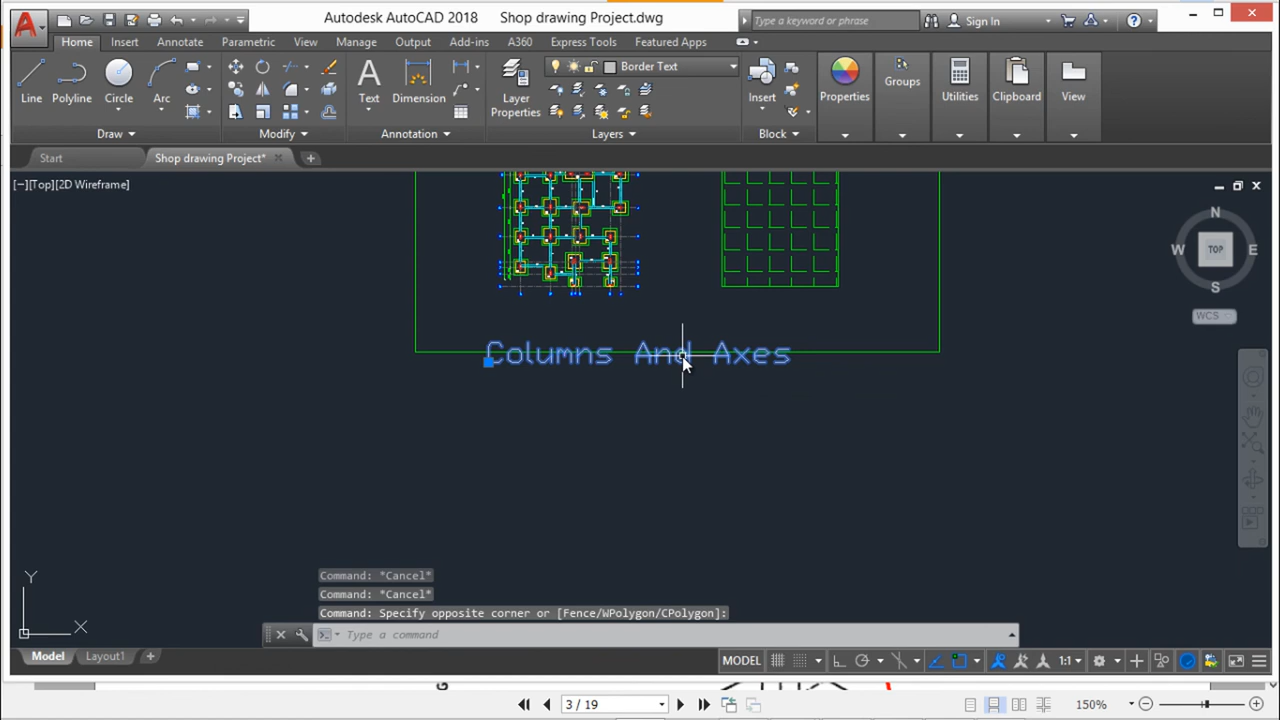 Autodesk AutoCAD 2018 Shop drawing Project.dwg
Type a keyword or phrase
Sign In
Home Insert Annotate Parametric View Manage Output Add-ins A360 Express Tools Featured Apps
Border Text
Line Polyline Circle Arc Text Dimension Layer Properties Insert Properties Groups Utilities Clipboard View
Draw Modify Annotation Layers Block
Start Shop drawing Project*
[−][Top][2D Wireframe]
N
W TOP E
S
WCS
Columns And Axes
Y
X
Command: *Cancel*
Command: *Cancel*
Command: Specify opposite corner or [Fence/WPolygon/CPolygon]:
Type a command
Model Layout1
MODEL 1:1
3 / 19 150%